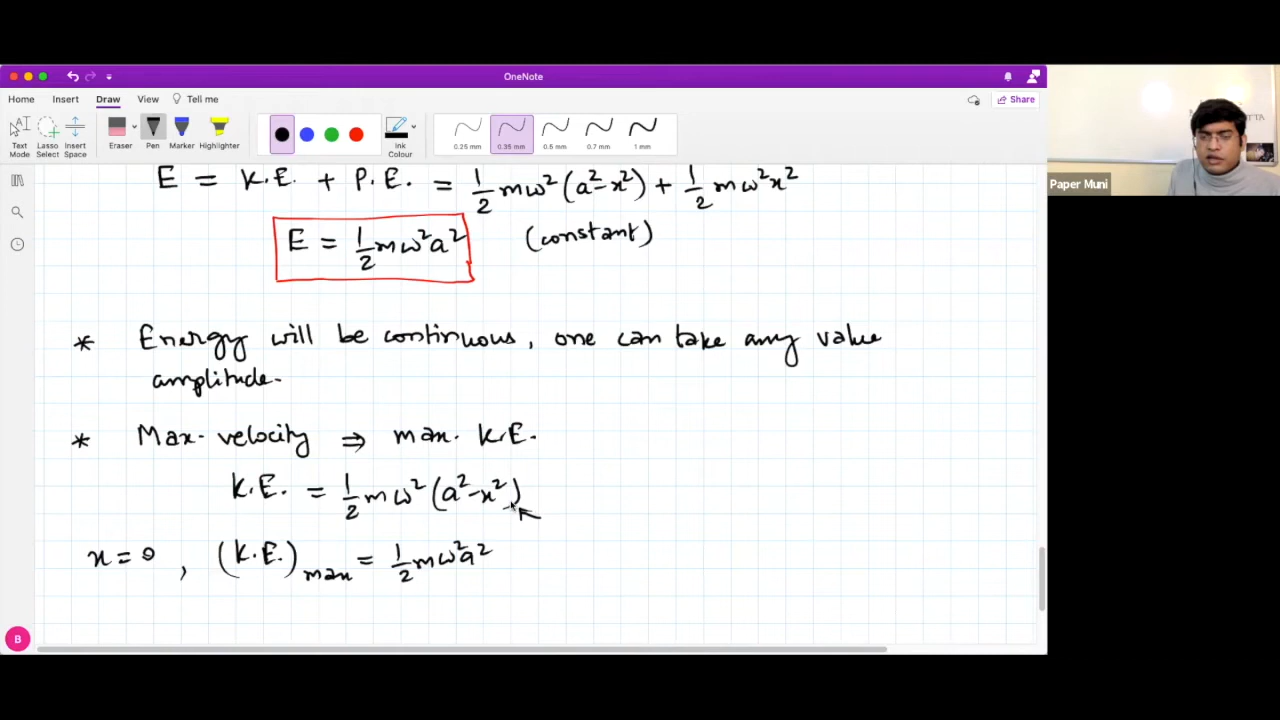 OneNote
Home Insert Draw View Tell me
Share
Text Mode
Lasso Select
Insert Space
Eraser
Pen
Marker
Highlighter
Ink Colour
0.25 mm 0.35 mm 0.5 mm 0.7 mm 1 mm
Paper Muni
E = K.E. + P.E. = 1/2 mω²(a²-x²) + 1/2 mω²x²
E = 1/2 mω²a² (constant)
* Energy will be continuous, one can take any value
amplitude.
* Max. velocity ⇒ max. K.E.
K.E. = 1/2 mω²(a²-x²)
x = 0 , (K.E.)max = 1/2 mω²a²
B